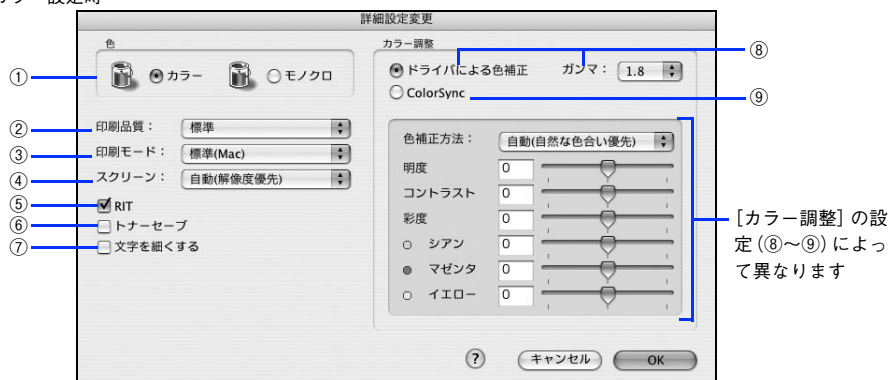 詳細設定変更
色
① カラー モノクロ
② 印刷品質： 標準
③ 印刷モード： 標準(Mac)
④ スクリーン： 自動(解像度優先)
⑤ RIT
⑥ トナーセーブ
⑦ 文字を細くする
カラー調整
ドライバによる色補正 ガンマ： 1.8 ⑧
ColorSync ⑨
色補正方法： 自動(自然な色合い優先)
明度 0
コントラスト 0
彩度 0
シアン 0
マゼンタ 0
イエロー 0
［カラー調整］の設
定（⑧～⑨）によっ
て異なります
? キャンセル OK